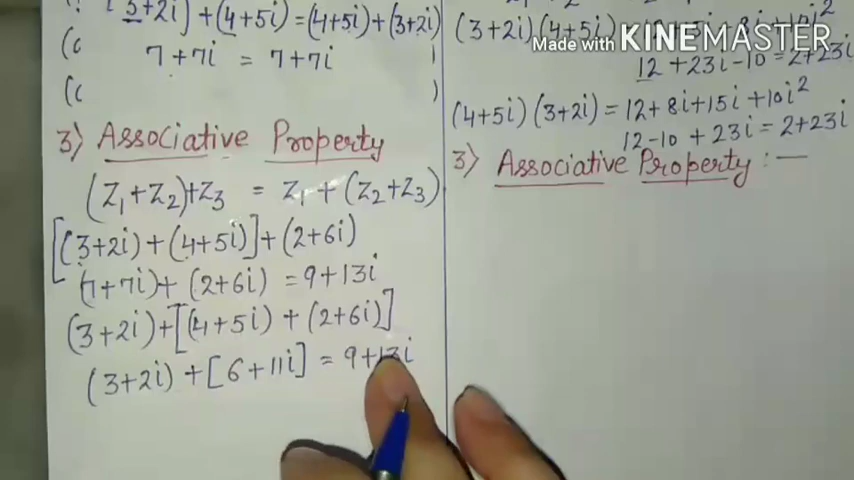 (3+2i) + (4+5i) = (4+5i) + (3+2i)
7 + 7i = 7 + 7i
3) Associative Property
(Z1+Z2)+Z3 = Z1+(Z2+Z3)
[(3+2i)+(4+5i)]+(2+6i)
(7+7i)+(2+6i) = 9+13i
(3+2i)+[(4+5i)+(2+6i)]
(3+2i)+[6+11i] = 9+13i
(3+2i)(4+5i)
Made with KINEMASTER
12 + 23i - 10 = 2+23i
(4+5i)(3+2i) = 12+8i+15i+10i²
12-10 + 23i = 2+23i
3) Associative Property : —